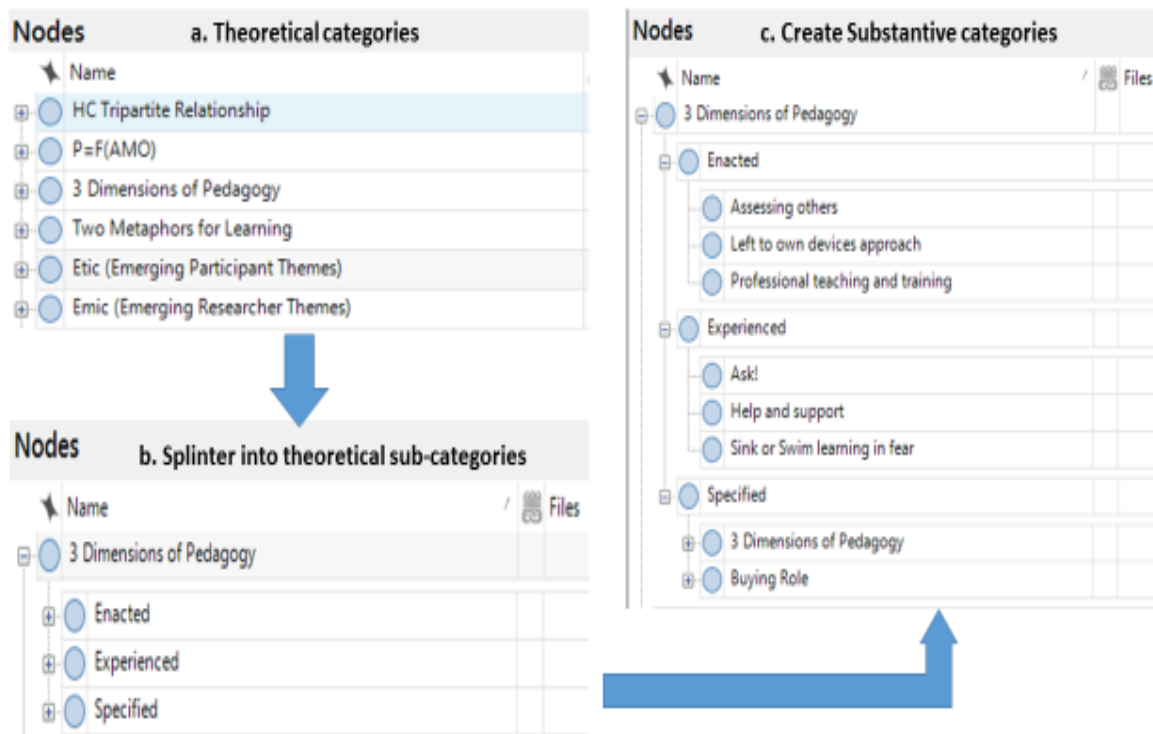 Nodes a. Theoretical categories
Name
HC Tripartite Relationship
P=F(AMO)
3 Dimensions of Pedagogy
Two Metaphors for Learning
Etic (Emerging Participant Themes)
Emic (Emerging Researcher Themes)
Nodes b. Splinter into theoretical sub-categories
Name Files
3 Dimensions of Pedagogy
Enacted
Experienced
Specified
Nodes c. Create Substantive categories
Name Files
3 Dimensions of Pedagogy
Enacted
Assessing others
Left to own devices approach
Professional teaching and training
Experienced
Ask!
Help and support
Sink or Swim learning in fear
Specified
3 Dimensions of Pedagogy
Buying Role